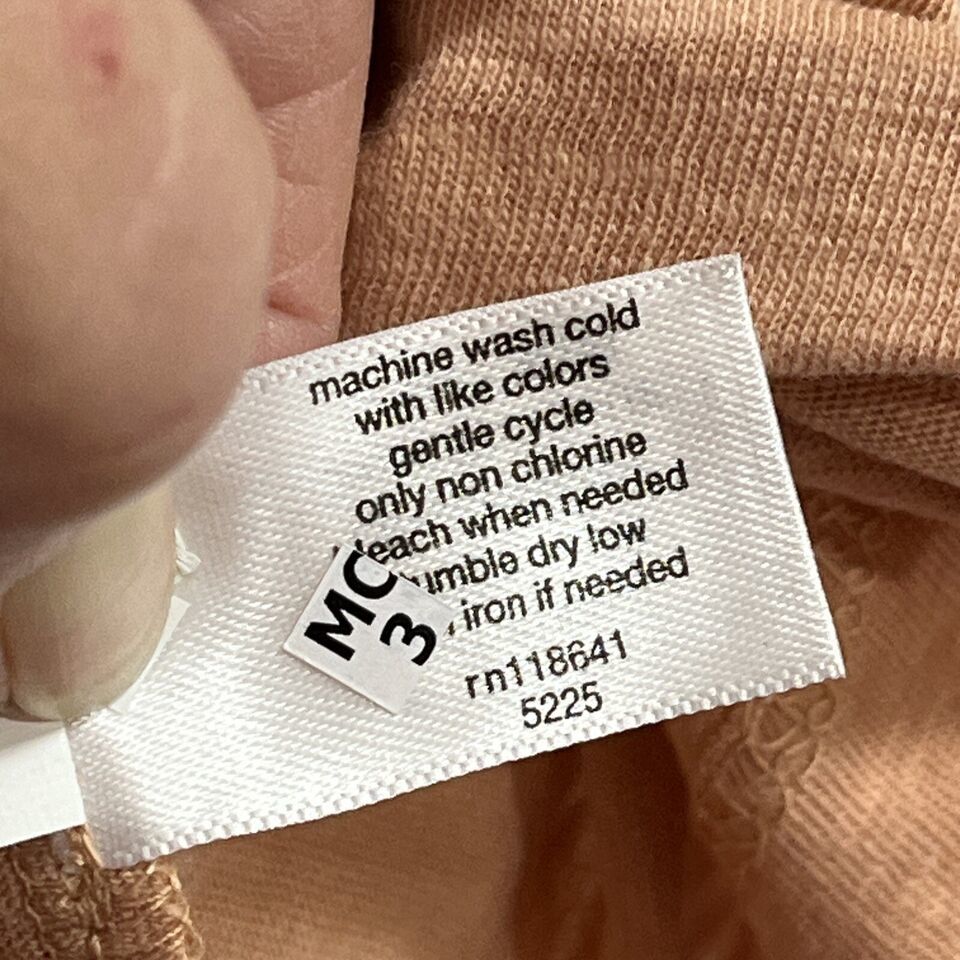 machine wash cold
with like colors
gentle cycle
only non chlorine
leach when needed
umble dry low
iron if needed
rn118641
5225
MC
3